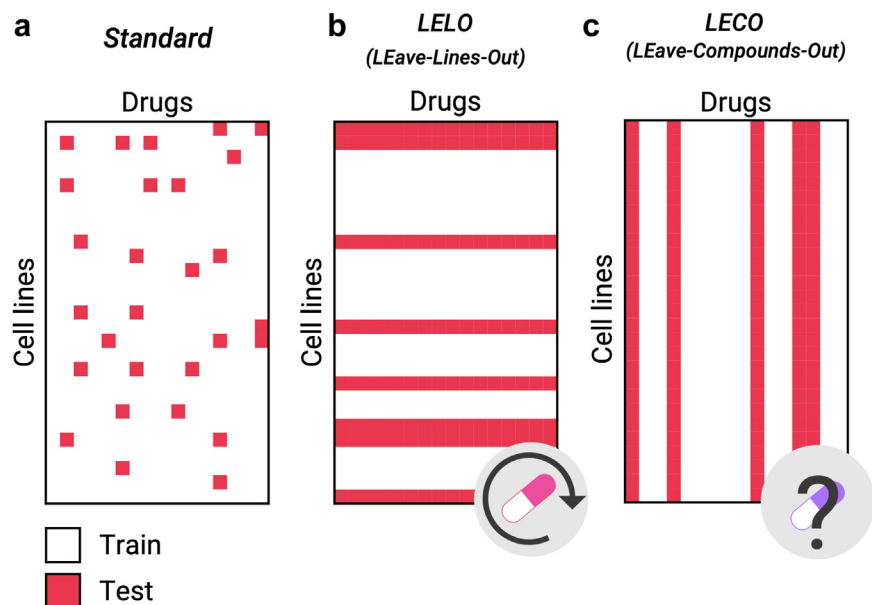 a
Standard
Drugs
Cell lines
b
LELO
(LEave-Lines-Out)
Drugs
Cell lines
c
LECO
(LEave-Compounds-Out)
Drugs
Cell lines
?
Train
Test